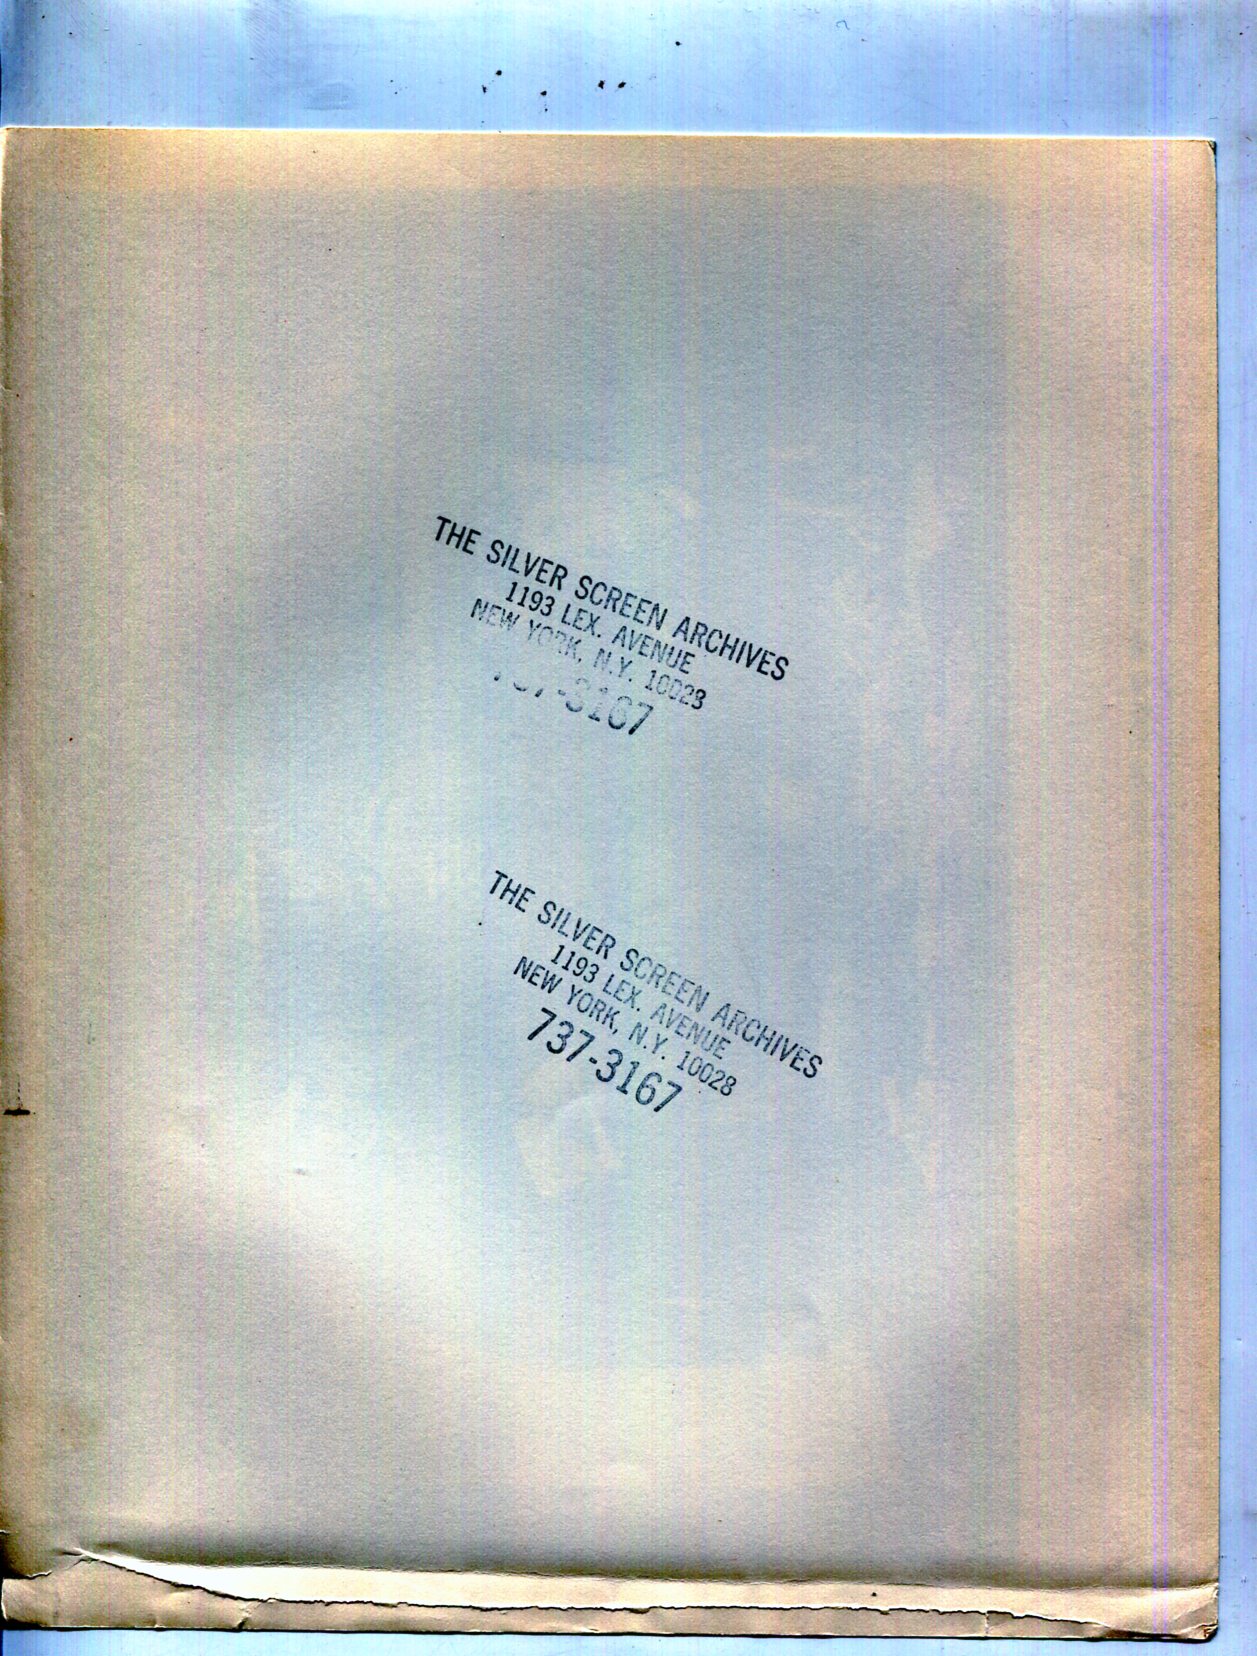 THE SILVER SCREEN ARCHIVES
1193 LEX. AVENUE
NEW YORK, N.Y. 10028
737-3167
THE SILVER SCREEN ARCHIVES
1193 LEX. AVENUE
NEW YORK, N.Y. 10028
737-3167